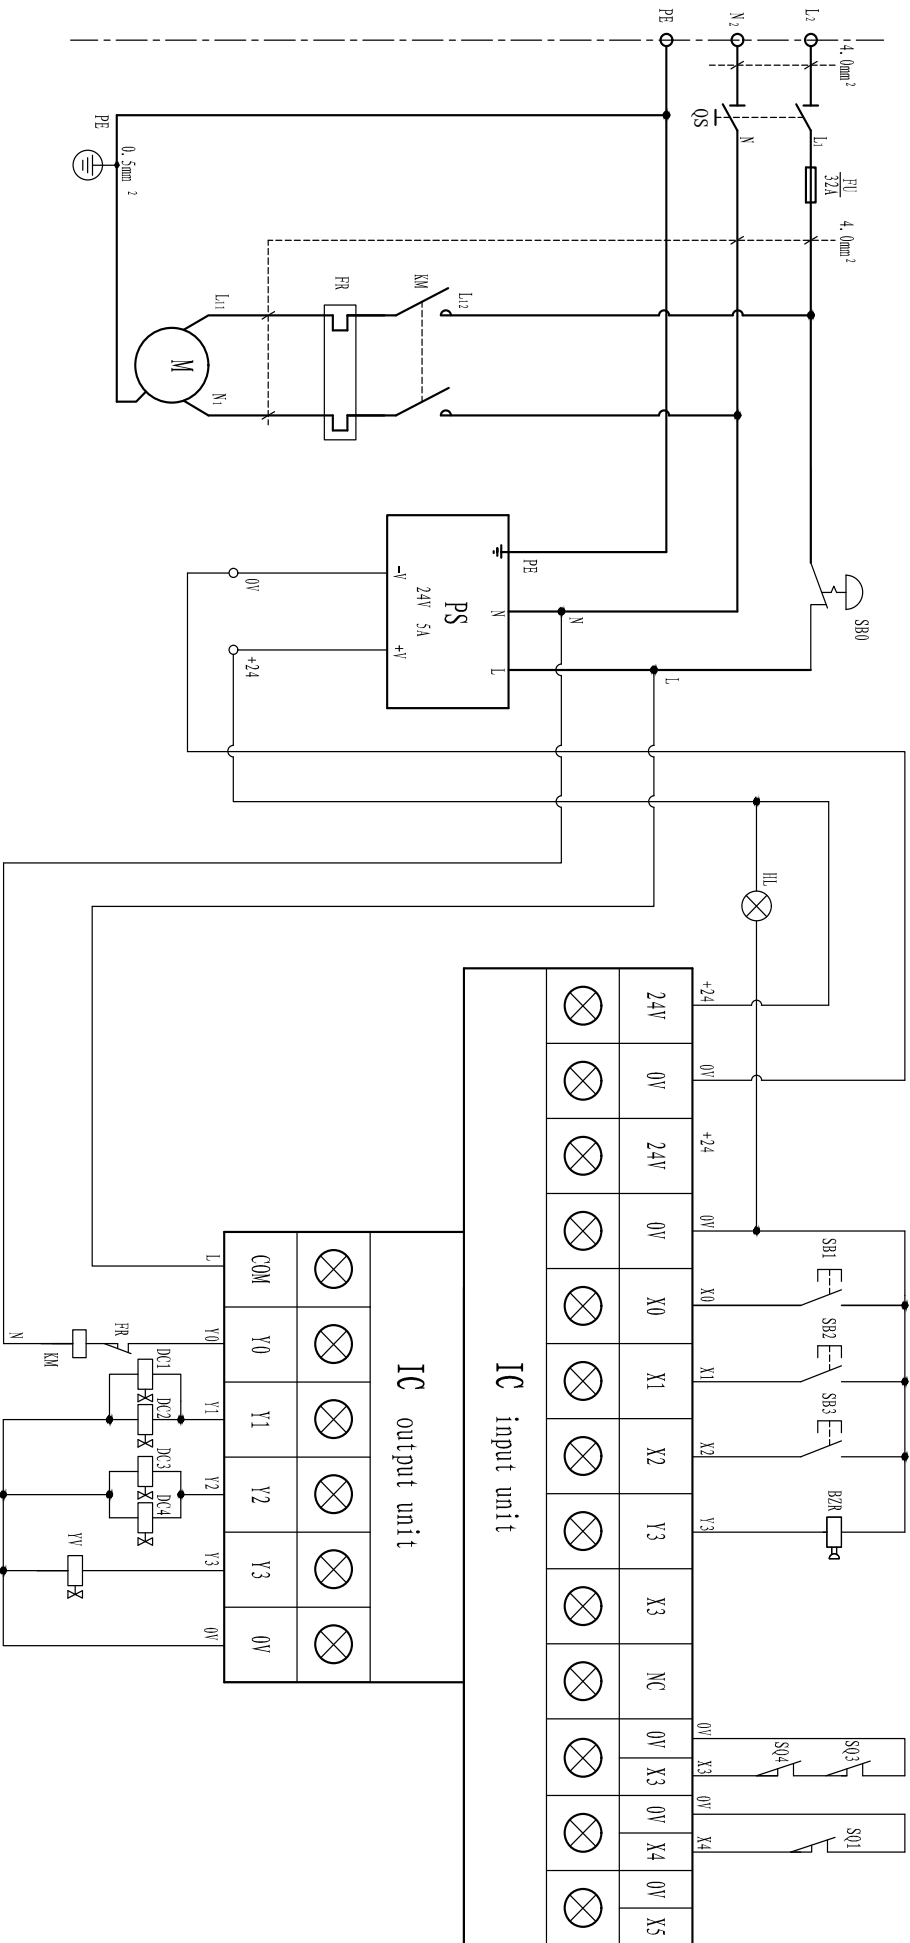 L2
N2
PE
4.0mm²
QS
L1
N
FU
32A
4.0mm²
PE
0.5mm²
SB0
L12
KM
FR
L11
N1
M
PE
N
L
PS
24V 5A
-V
+V
N
L
0V
+24
HL
+24
0V
+24
0V
X0
X1
X2
Y3
0V
X3
0V
X4
SB1
SB2
SB3
BZR
SQ3
SQ4
SQ1
24V
0V
24V
0V
X0
X1
X2
Y3
X3
NC
0V
X3
0V
X4
0V
X5
IC input unit
IC output unit
COM
Y0
Y1
Y2
Y3
0V
L
Y0
Y1
Y2
Y3
0V
FR
DC1
DC2
DC3
DC4
N
KM
YV